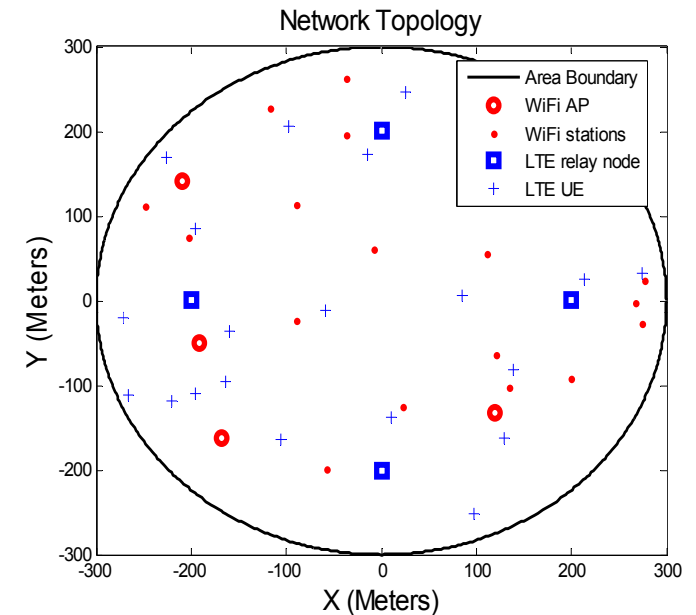 Network Topology
300
200
100
0
-100
-200
-300
-300
-200
-100
0
100
200
300
Y (Meters)
X (Meters)
Area Boundary
WiFi AP
WiFi stations
LTE relay node
LTE UE